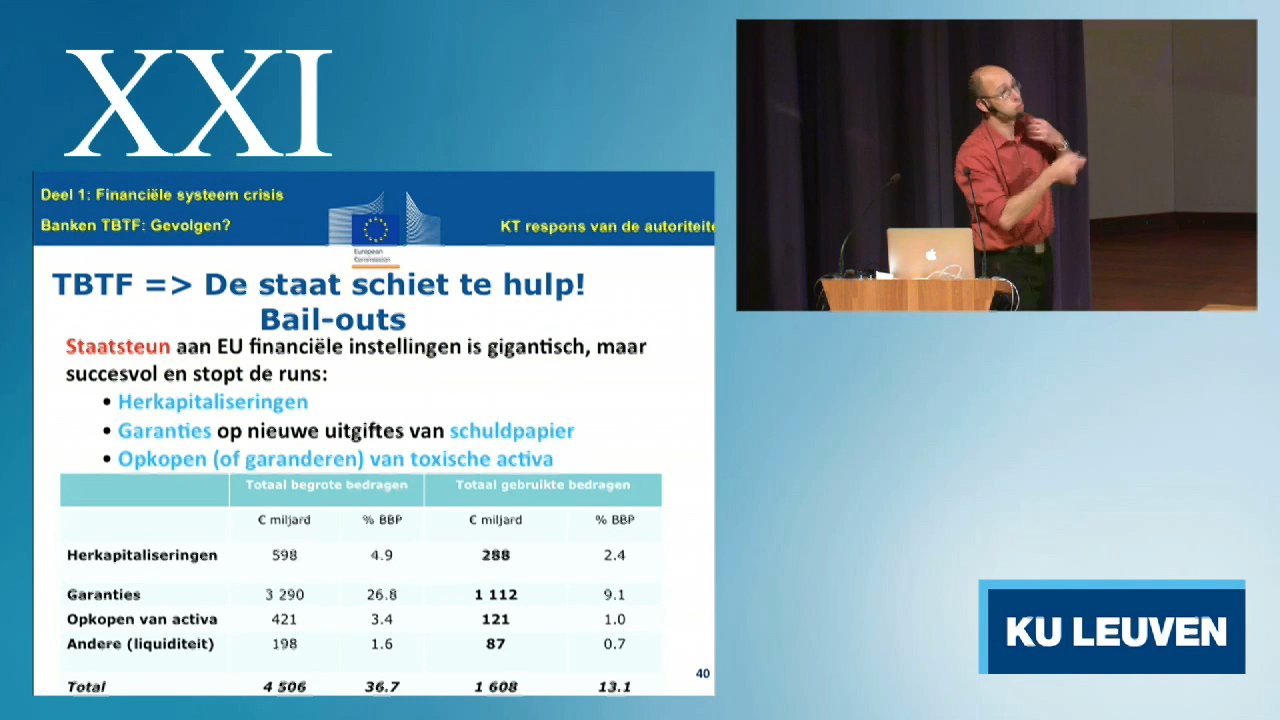 XXI
Deel 1: Financiële systeem crisis
Banken TBTF: Gevolgen?
KT respons van de autoriteite
European
Commission
TBTF => De staat schiet te hulp!
Bail-outs
Staatsteun aan EU financiële instellingen is gigantisch, maar
succesvol en stopt de runs:
• Herkapitaliseringen
• Garanties op nieuwe uitgiftes van schuldpapier
• Opkopen (of garanderen) van toxische activa
Totaal begrote bedragen Totaal gebruikte bedragen
€ miljard % BBP € miljard % BBP
Herkapitaliseringen 598 4.9 288 2.4
Garanties 3 290 26.8 1 112 9.1
Opkopen van activa 421 3.4 121 1.0
Andere (liquiditeit) 198 1.6 87 0.7
Total 4 506 36.7 1 608 13.1
40
KU LEUVEN